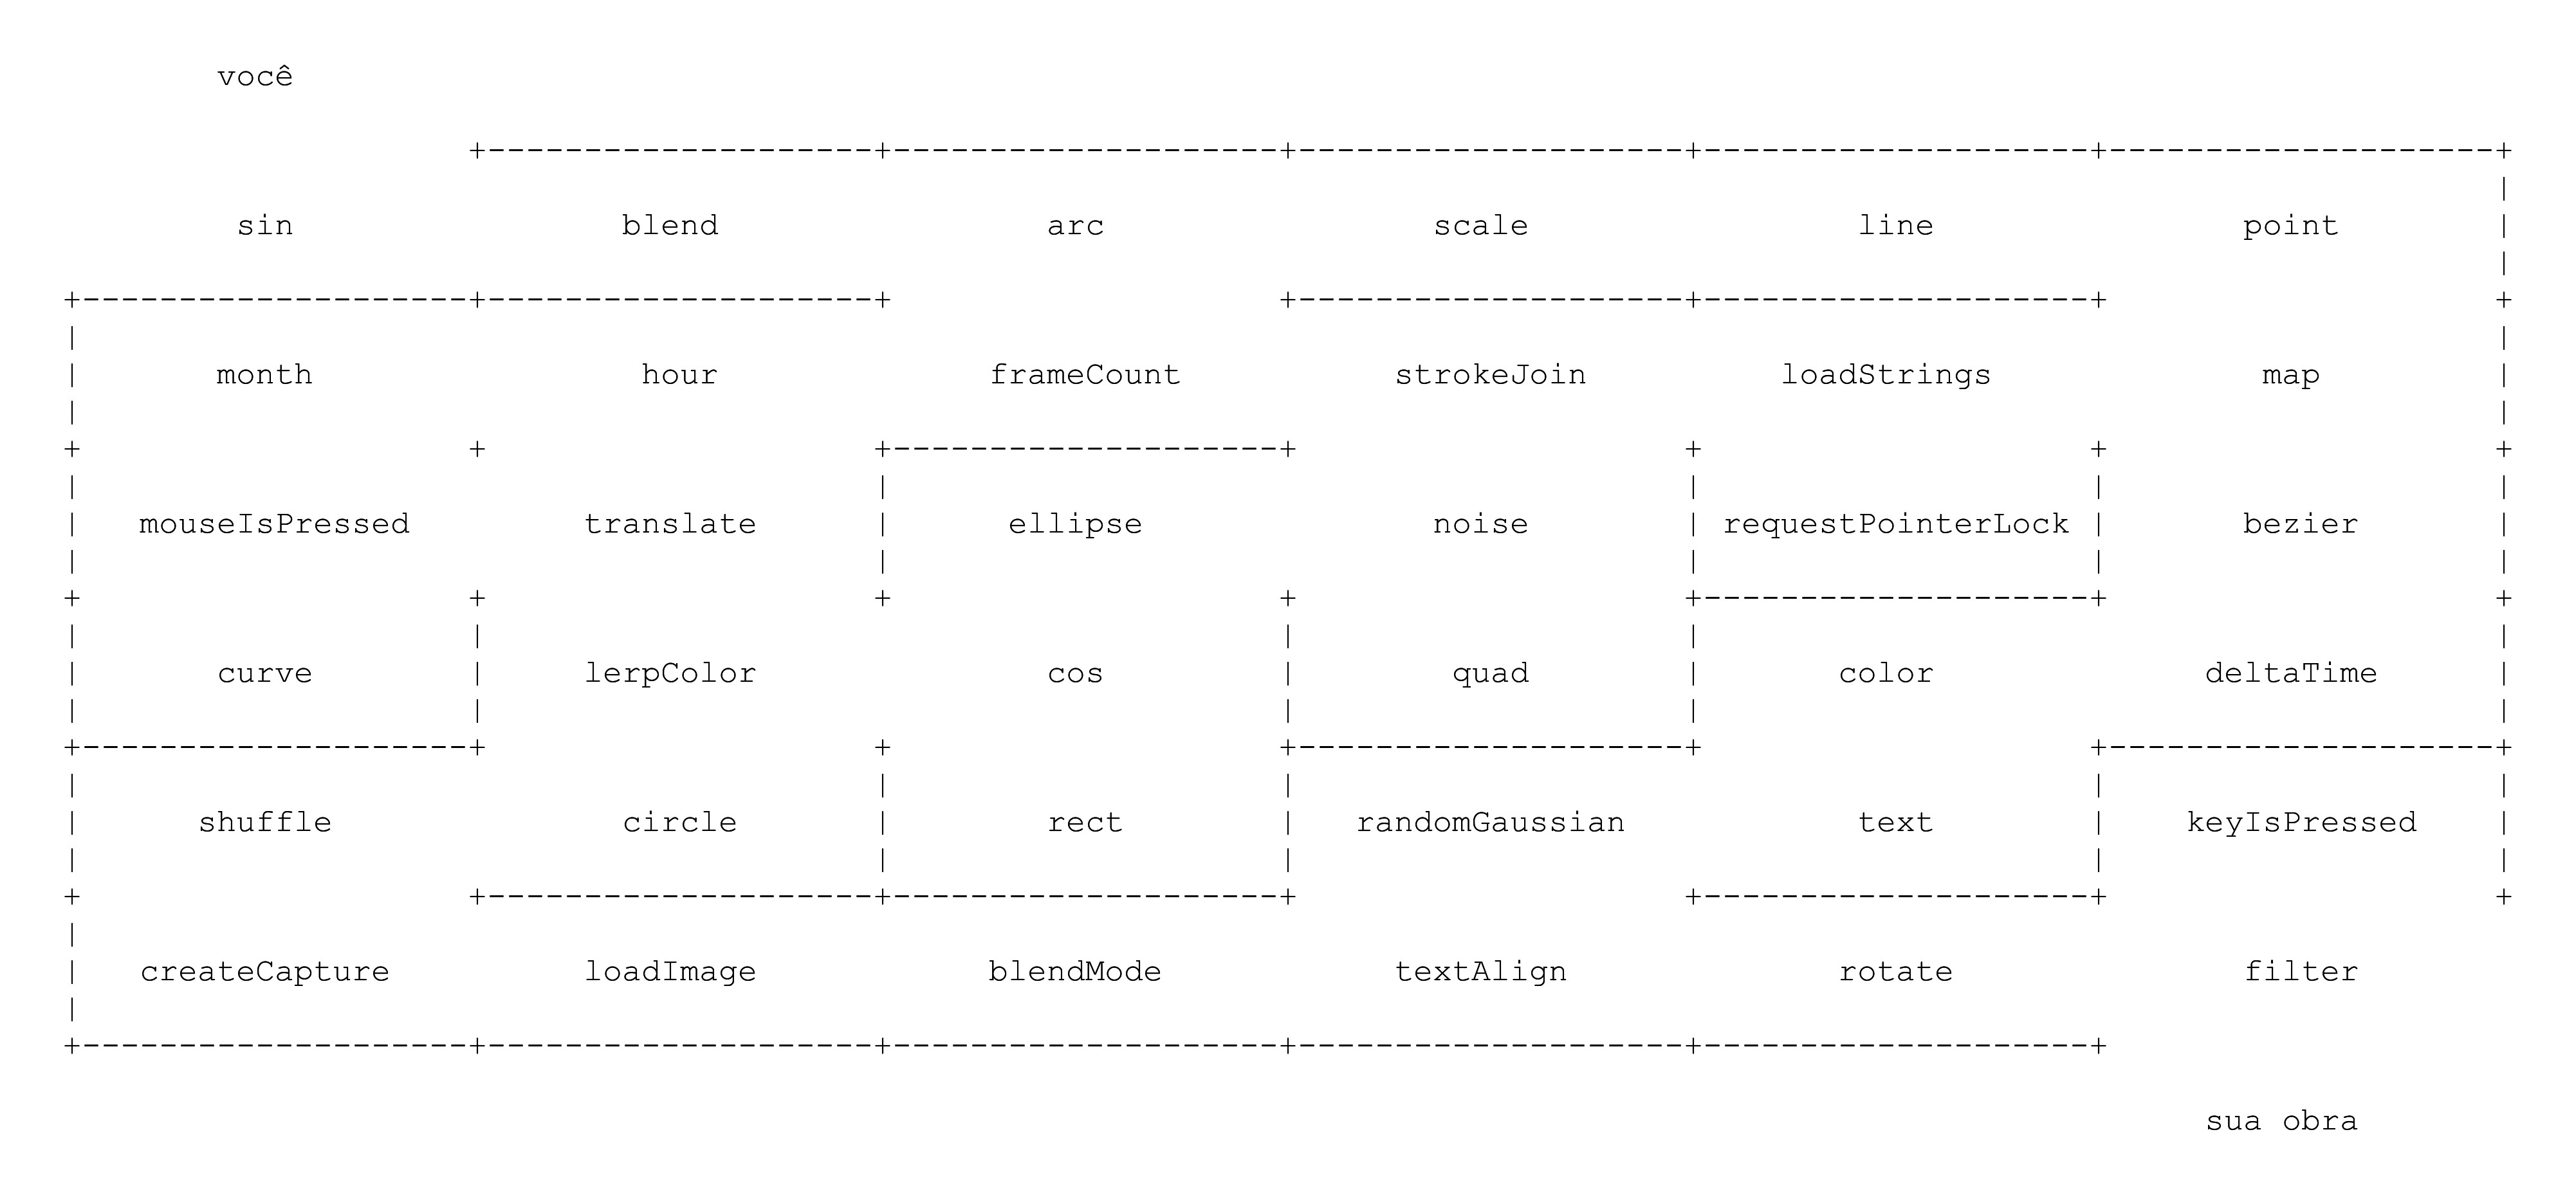 você
sin blend arc scale line point
month hour frameCount strokeJoin loadStrings map
mouseIsPressed translate ellipse noise requestPointerLock bezier
curve lerpColor cos quad color deltaTime
shuffle circle rect randomGaussian text keyIsPressed
createCapture loadImage blendMode textAlign rotate filter
sua obra